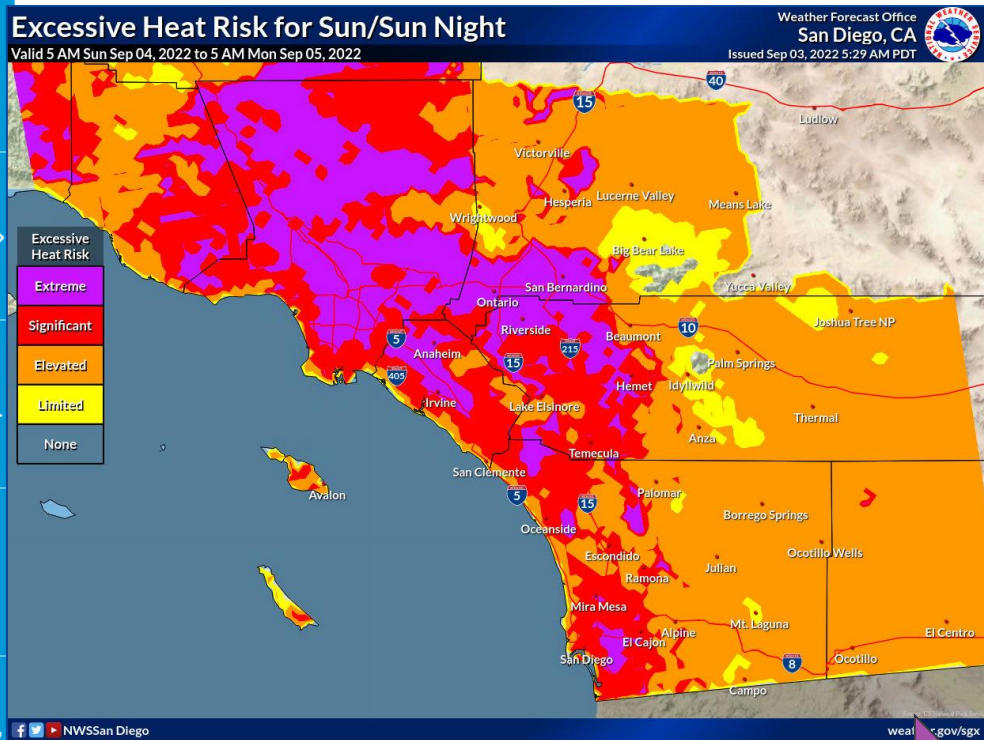 Excessive Heat Risk for Sun/Sun Night
Valid 5 AM Sun Sep 04, 2022 to 5 AM Mon Sep 05, 2022
Weather Forecast Office
San Diego, CA
Issued Sep 03, 2022 5:29 AM PDT
NATIONAL WEATHER SERVICE
40
15
Ludlow
Victorville
Hesperia
Lucerne Valley
Means Lake
Wrightwood
Big Bear Lake
Excessive
Heat Risk
Extreme
Significant
Elevated
Limited
None
San Bernardino
Yucca Valley
Ontario
Riverside
Beaumont
10
Joshua Tree NP
5
Anaheim
15
215
Palm Springs
405
Irvine
Hemet
Idyllwild
Lake Elsinore
Thermal
Anza
Temecula
San Clemente
Avalon
5
15
Palomar
Borrego Springs
Oceanside
Escondido
Julian
Ocotillo Wells
Ramona
Mira Mesa
Mt. Laguna
El Cajon
Alpine
El Centro
San Diego
8
Ocotillo
Campo
NWSSan Diego